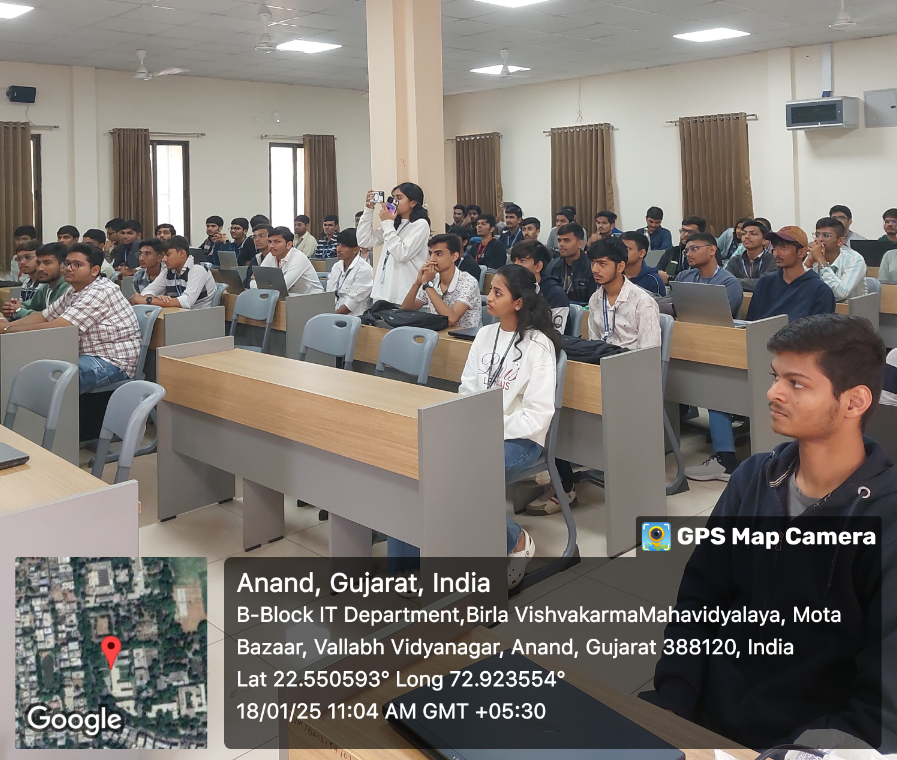 GPS Map Camera
Anand, Gujarat, India
B-Block IT Department,Birla VishvakarmaMahavidyalaya, Mota
Bazaar, Vallabh Vidyanagar, Anand, Gujarat 388120, India
Lat 22.550593° Long 72.923554°
18/01/25 11:04 AM GMT +05:30
Google